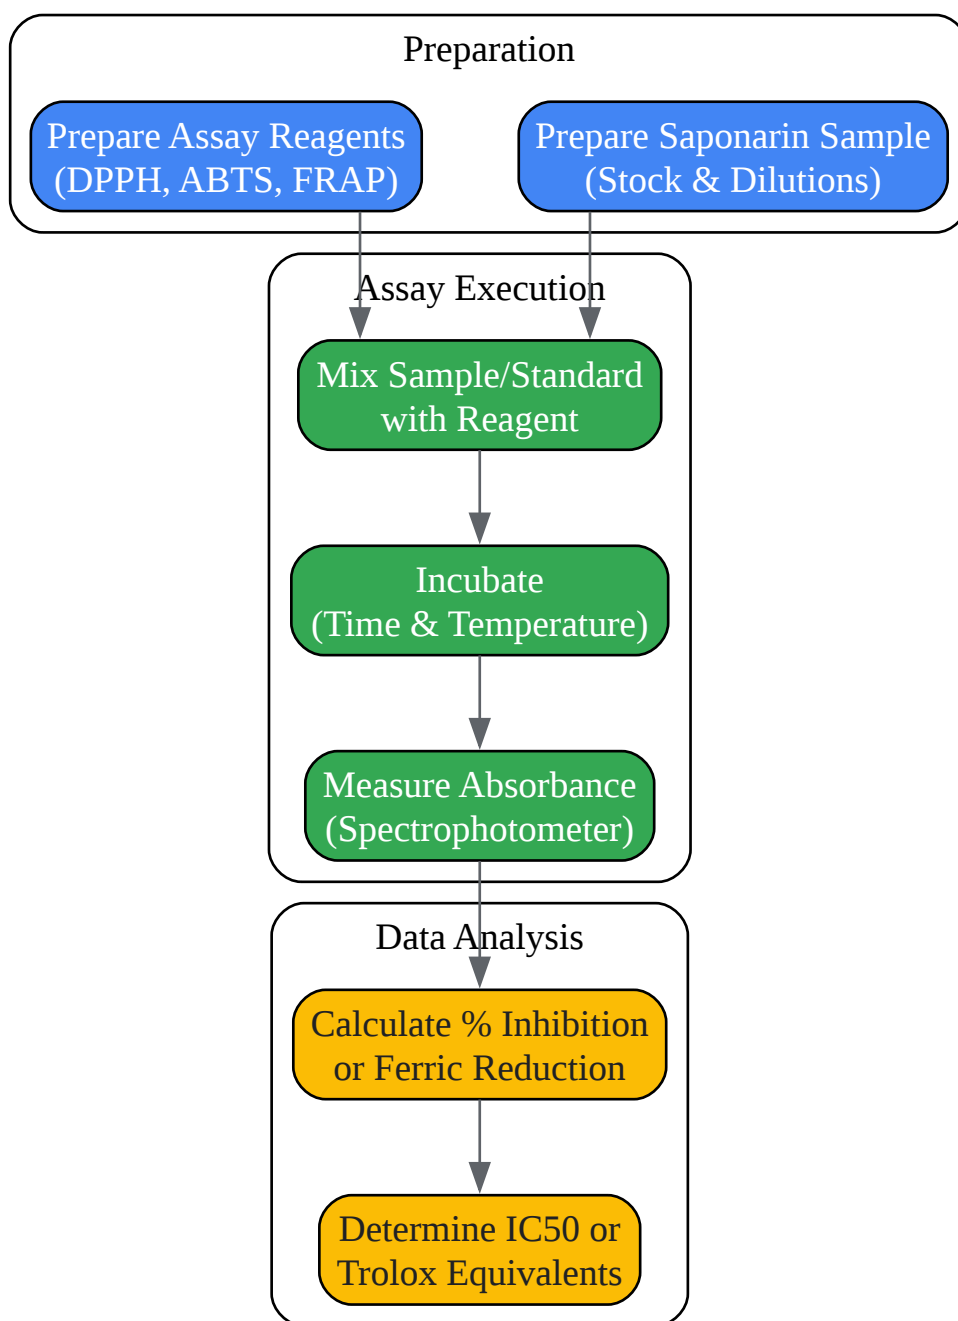 Preparation
Prepare Assay Reagents
(DPPH, ABTS, FRAP)
Prepare Saponarin Sample
(Stock & Dilutions)
Assay Execution
Mix Sample/Standard
with Reagent
Incubate
(Time & Temperature)
Measure Absorbance
(Spectrophotometer)
Data Analysis
Calculate % Inhibition
or Ferric Reduction
Determine IC50 or
Trolox Equivalents